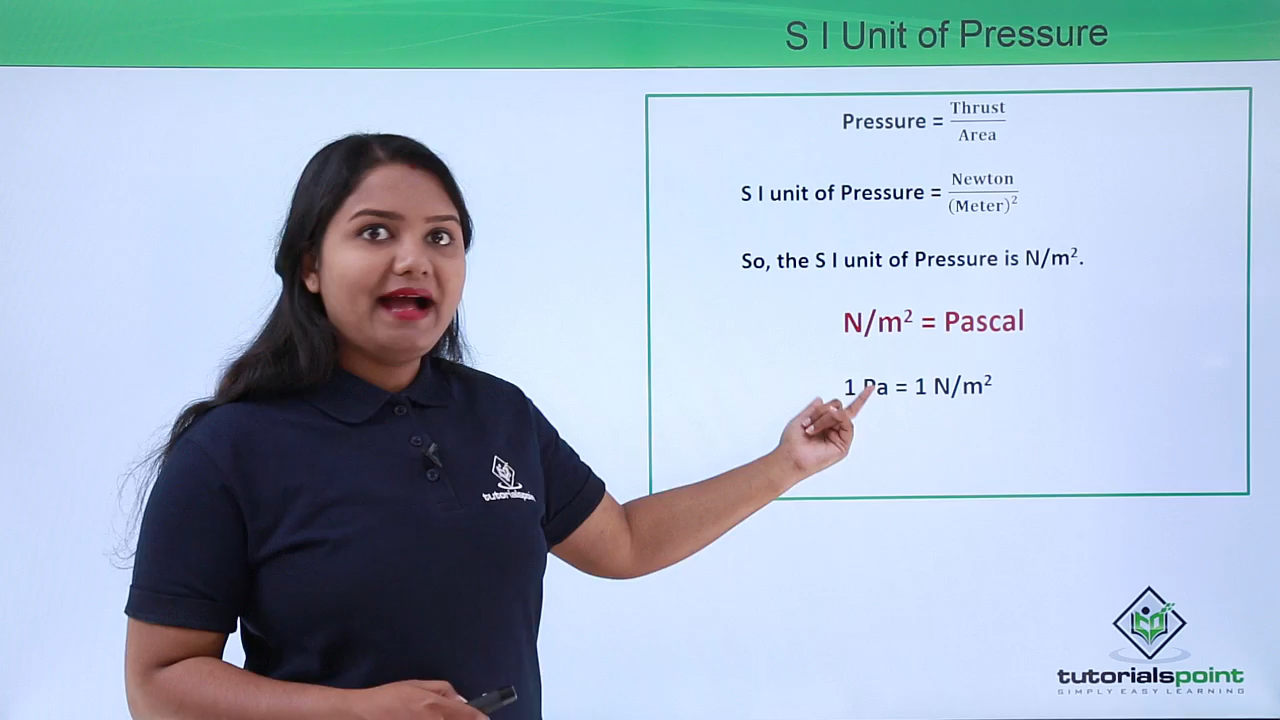 S I Unit of Pressure
Pressure = Thrust / Area
S I unit of Pressure = Newton / (Meter)²
So, the S I unit of Pressure is N/m².
N/m² = Pascal
1 Pa = 1 N/m²
tutorialspoint
tutorialspoint
SIMPLY EASY LEARNING